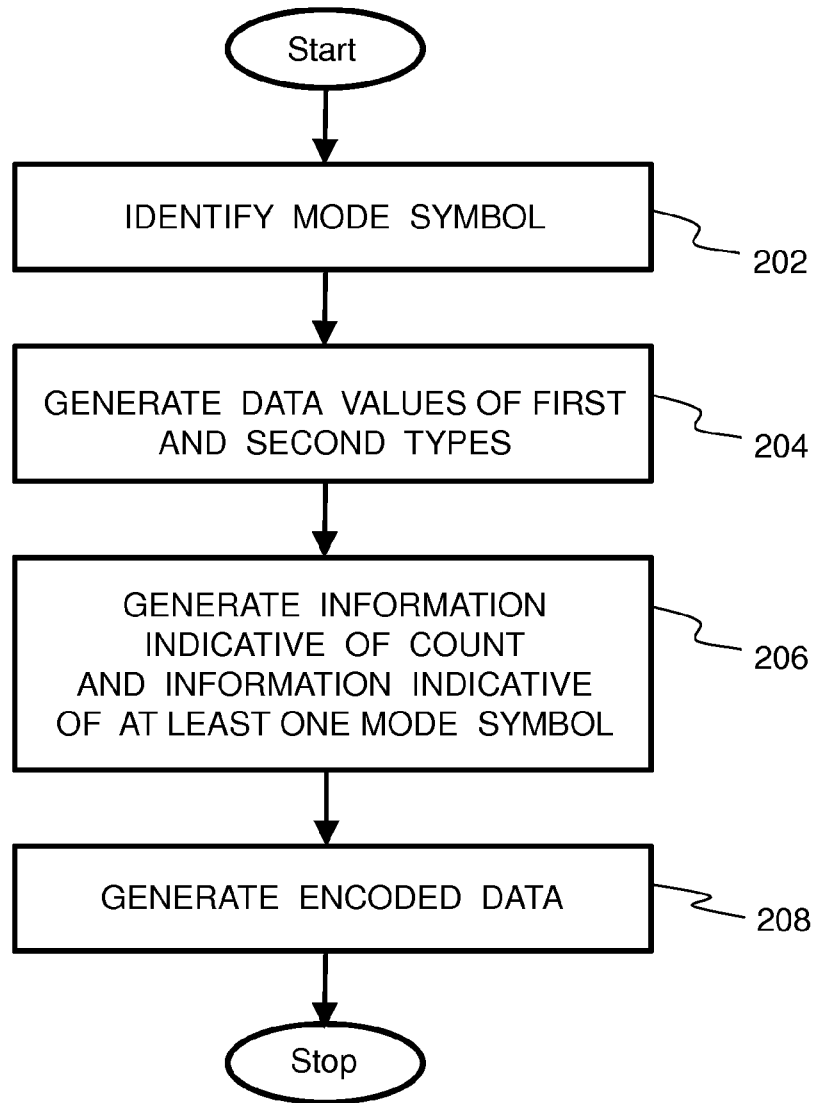 Start
IDENTIFY MODE SYMBOL
202
GENERATE DATA VALUES OF FIRST
AND SECOND TYPES
204
GENERATE INFORMATION
INDICATIVE OF COUNT
AND INFORMATION INDICATIVE
OF AT LEAST ONE MODE SYMBOL
206
GENERATE ENCODED DATA
208
Stop